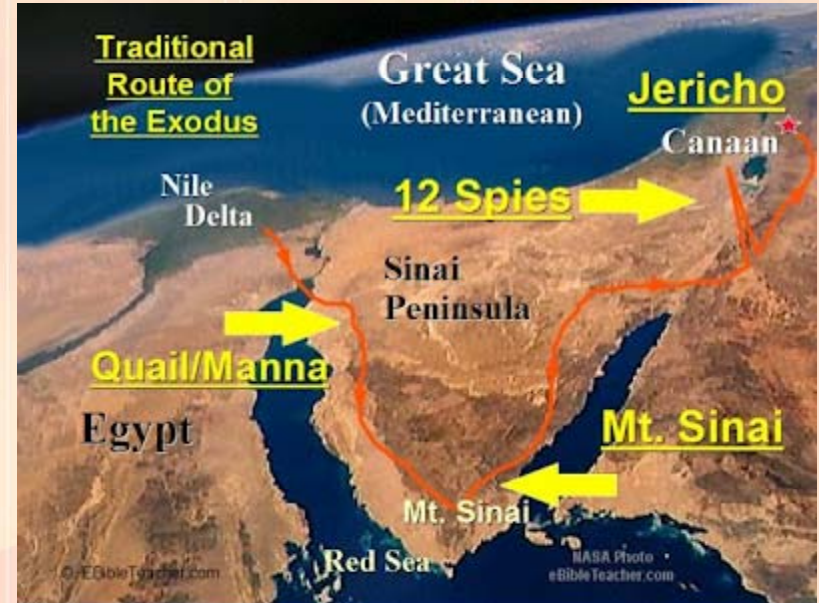 Traditional
Route of
the Exodus
Great Sea
(Mediterranean)
Jericho
Canaan
Nile
Delta
12 Spies
Sinai
Peninsula
Quail/Manna
Egypt
Mt. Sinai
Mt. Sinai
Red Sea
© EBibleTeacher.com
NASA Photo
eBibleTeacher.com